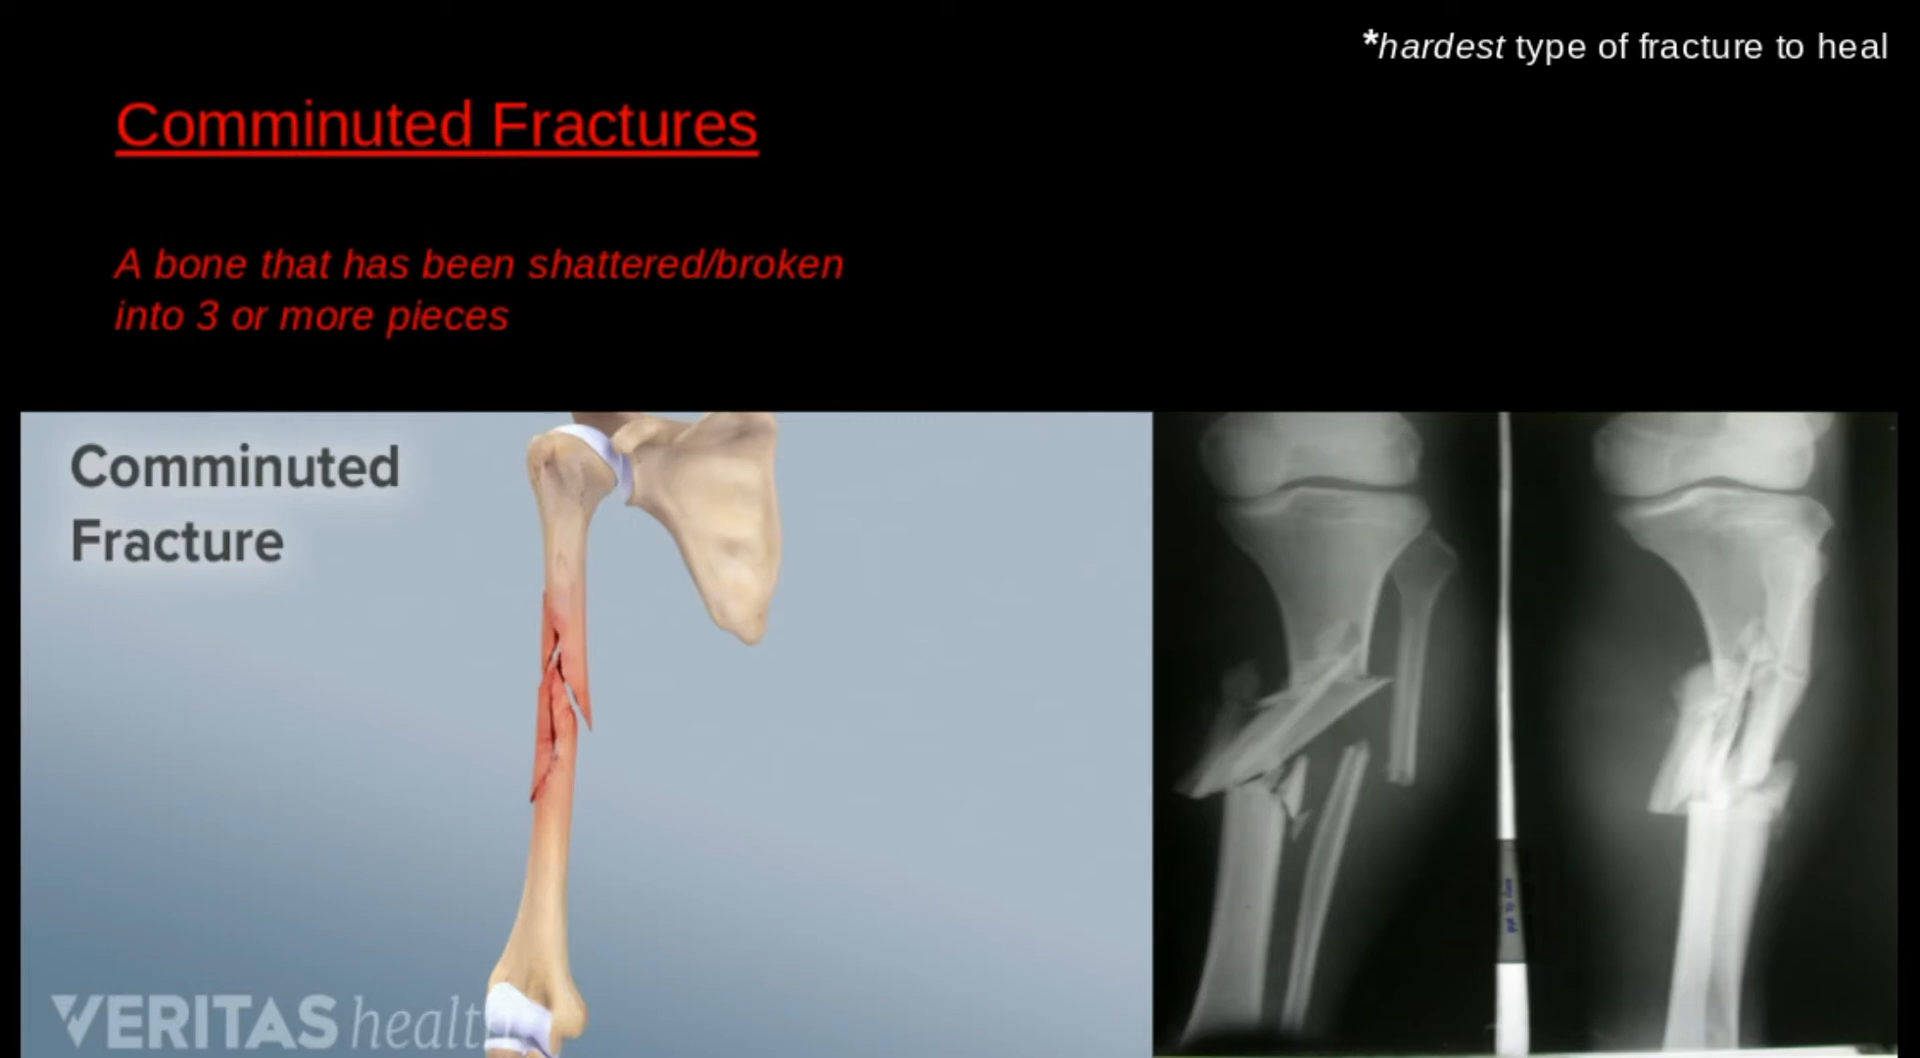 *hardest type of fracture to heal
Comminuted Fractures
A bone that has been shattered/broken
into 3 or more pieces
Comminuted
Fracture
VERITAS healt